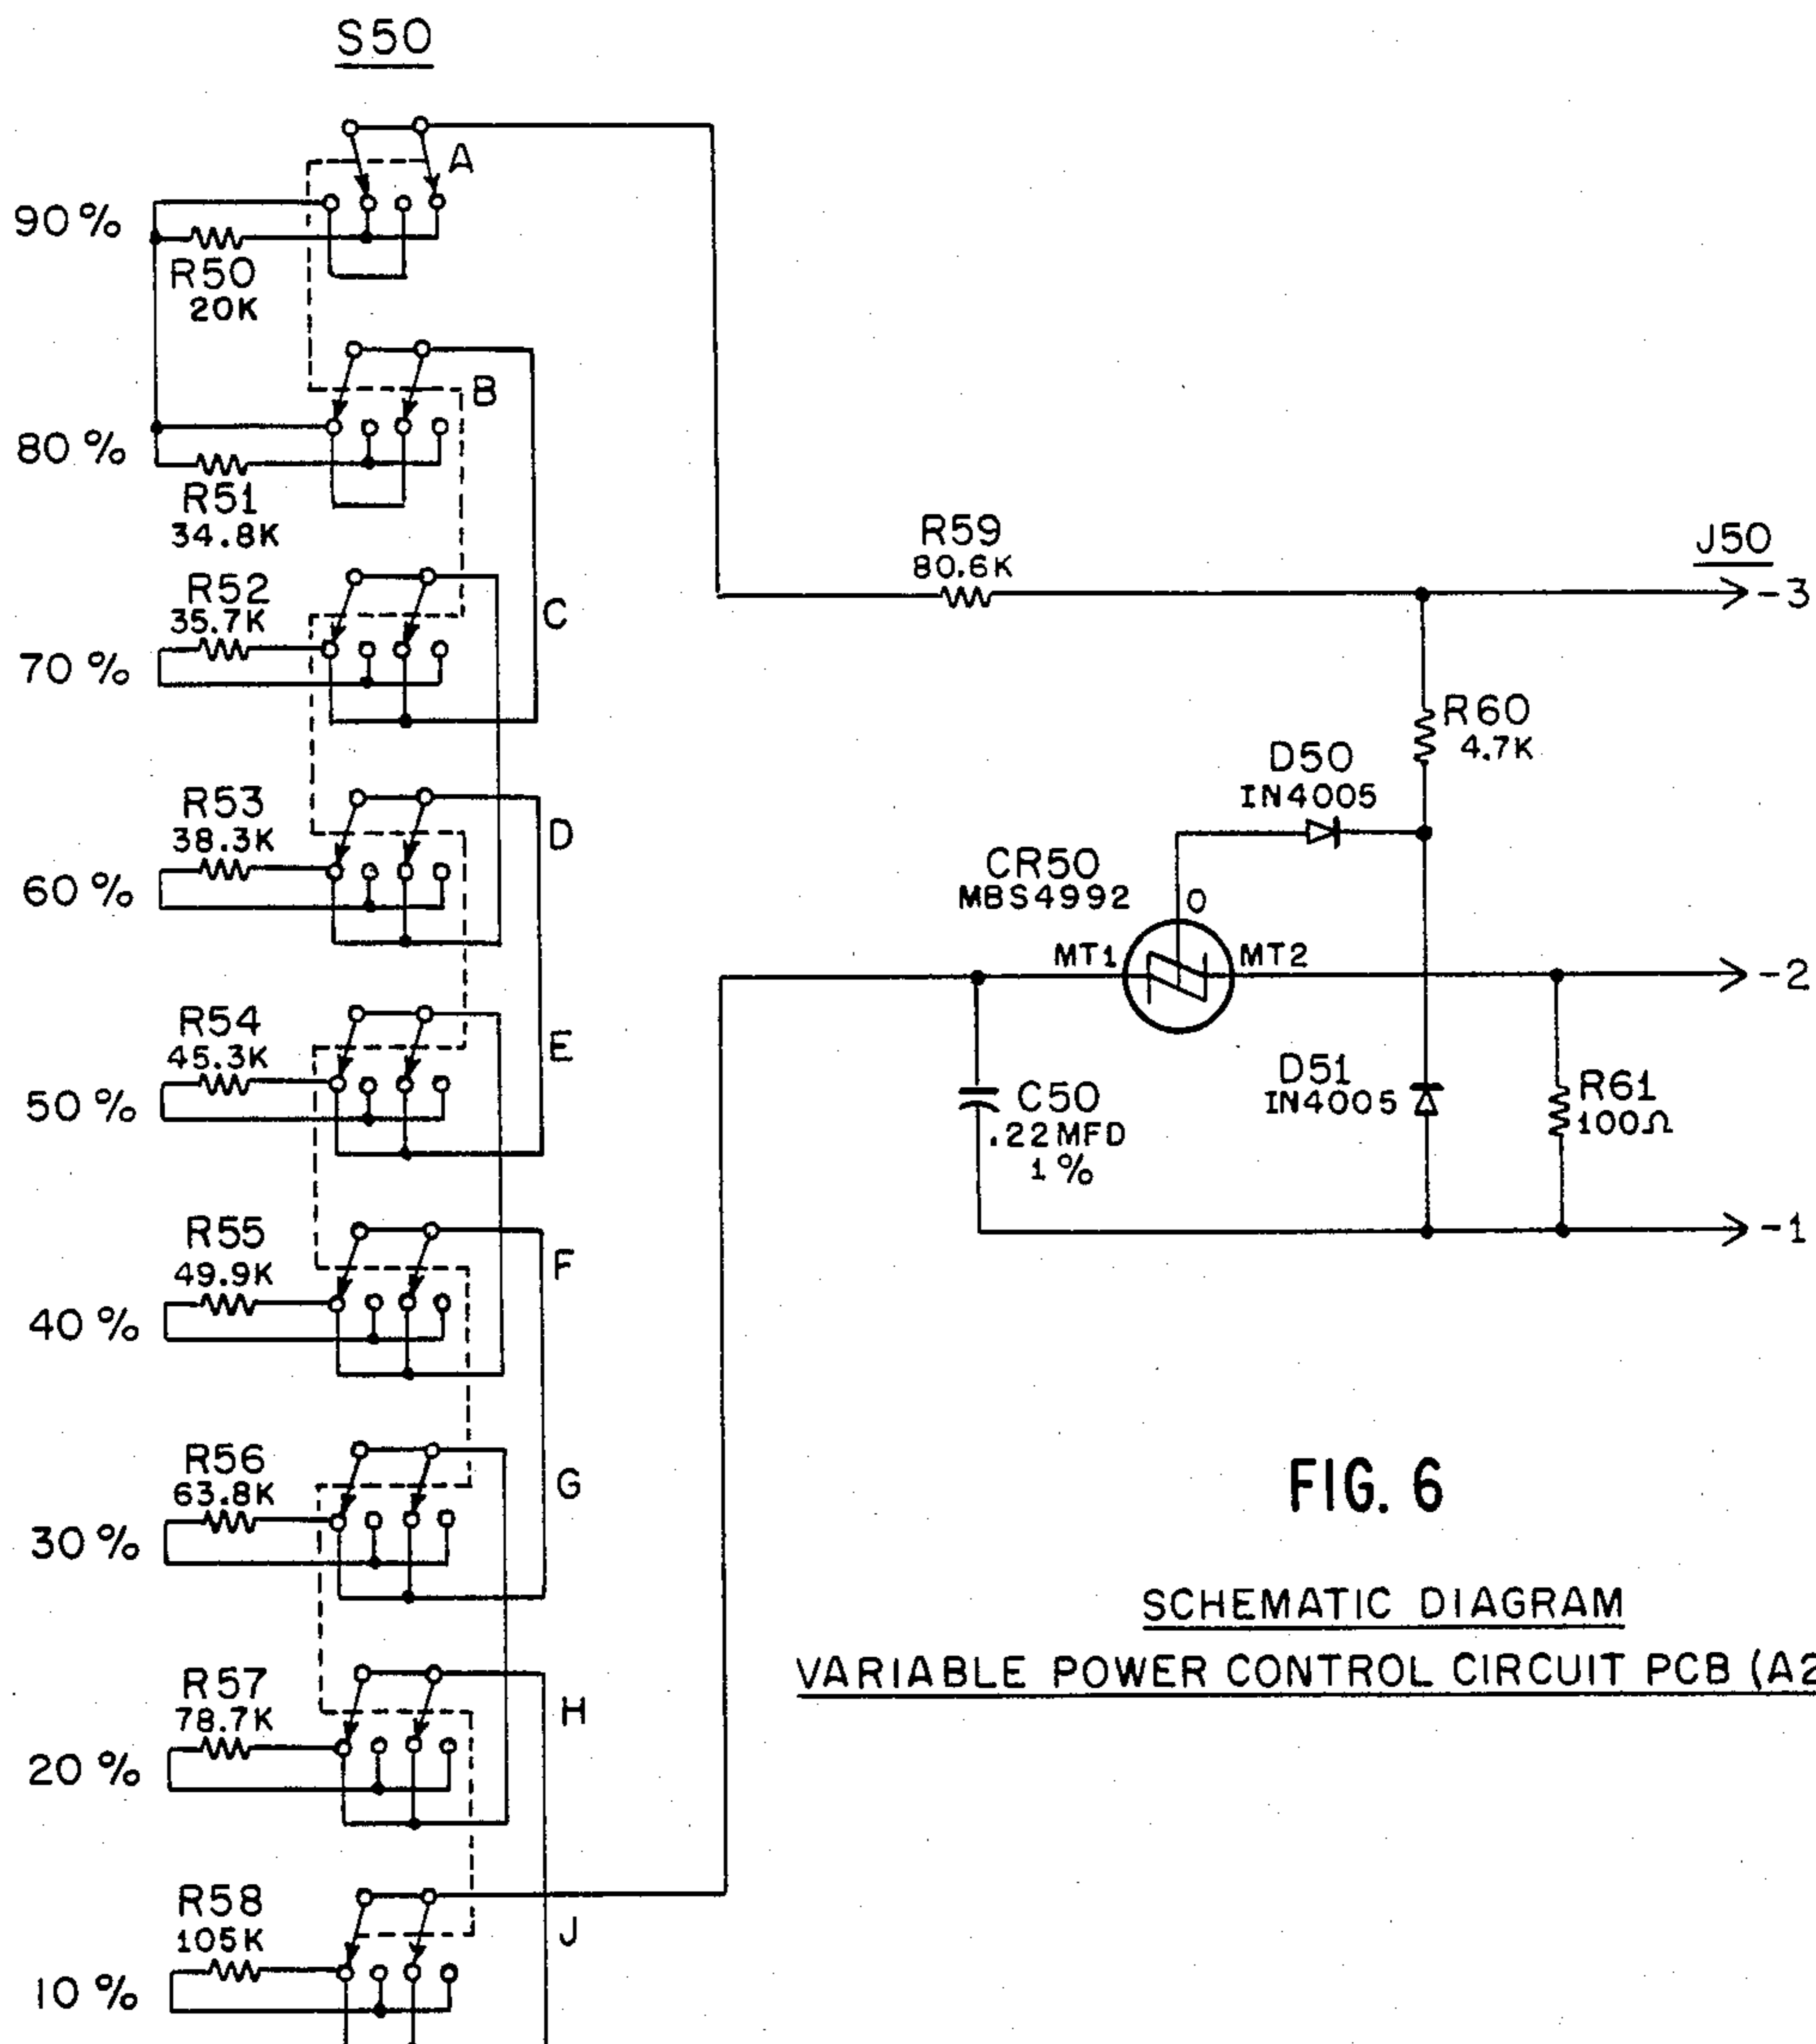 S50
A
90%
R50
20K
B
80%
R51
34.8K
R52
35.7K
C
70%
R53
38.3K
D
60%
R54
45.3K
E
50%
R55
49.9K
F
40%
R56
63.8K
G
30%
R57
78.7K
H
20%
R58
105K
J
10%
R59
80.6K
J50
-3
R60
4.7K
D50
IN4005
CR50
MBS4992
O
MT1
MT2
-2
C50
.22MFD
1%
D51
IN4005
R61
100Ω
-1
FIG. 6
SCHEMATIC DIAGRAM
VARIABLE POWER CONTROL CIRCUIT PCB (A2